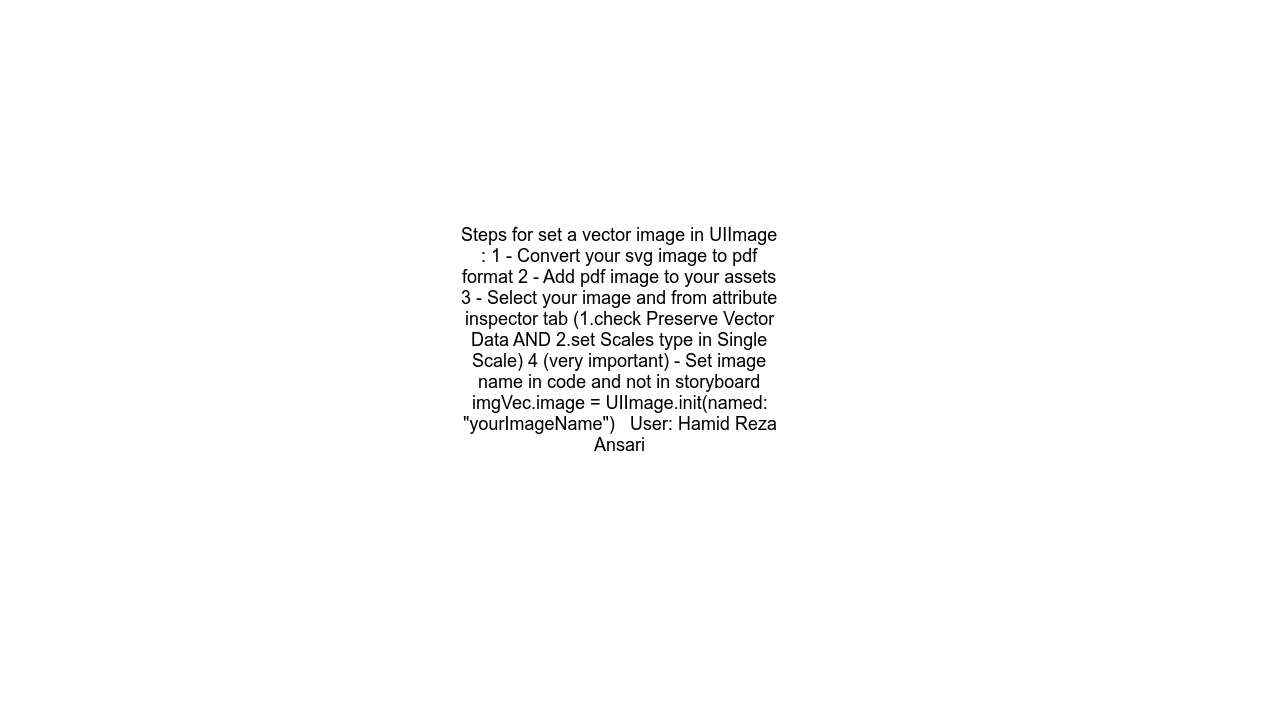 Steps for set a vector image in UIImage
: 1 - Convert your svg image to pdf
format 2 - Add pdf image to your assets
3 - Select your image and from attribute
inspector tab (1.check Preserve Vector
Data AND 2.set Scales type in Single
Scale) 4 (very important) - Set image
name in code and not in storyboard
imgVec.image = UIImage.init(named:
"yourImageName")   User: Hamid Reza
Ansari